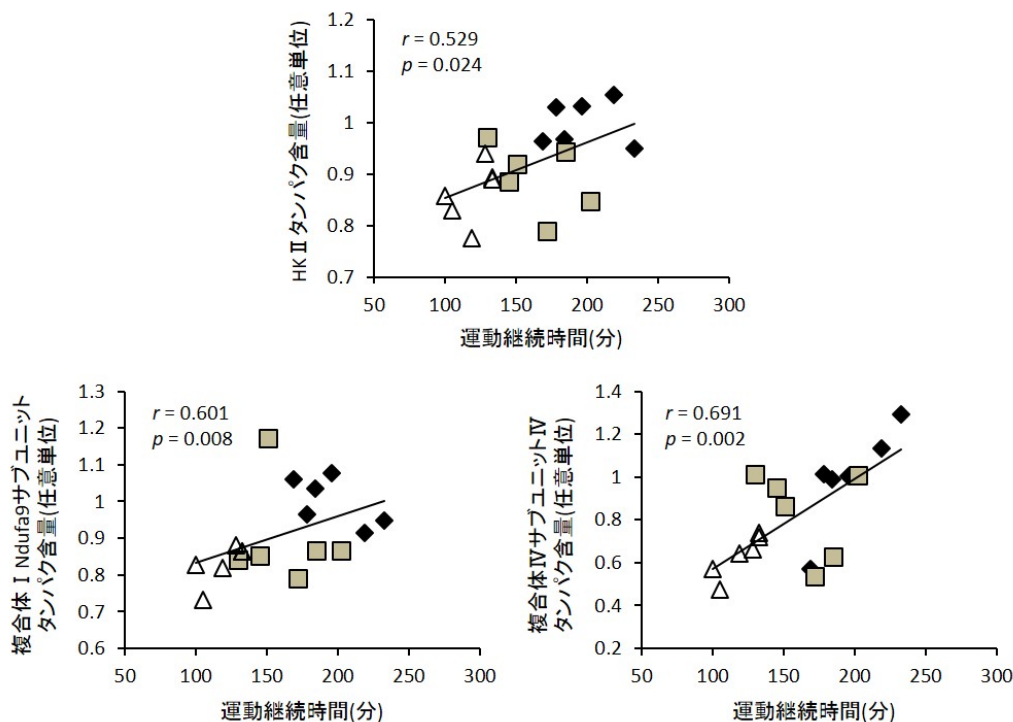 HKⅡタンパク含量(任意単位)
1.2
1.1
1
0.9
0.8
0.7
r = 0.529
p = 0.024
50 100 150 200 250 300
運動継続時間(分)
複合体ⅠNdufa9サブユニット
タンパク含量(任意単位)
1.3
1.2
1.1
1
0.9
0.8
0.7
0.6
r = 0.601
p = 0.008
50 100 150 200 250 300
運動継続時間(分)
複合体ⅣサブユニットⅣ
タンパク含量(任意単位)
1.4
1.2
1
0.8
0.6
0.4
0.2
r = 0.691
p = 0.002
50 100 150 200 250 300
運動継続時間(分)